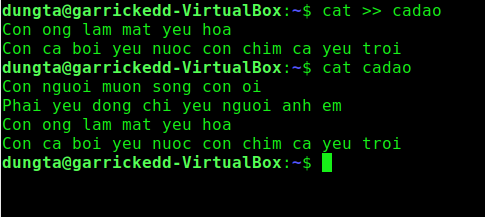 dungta@garrickedd-VirtualBox:~$ cat >> cadao
Con ong lam mat yeu hoa
Con ca boi yeu nuoc con chim ca yeu troi
dungta@garrickedd-VirtualBox:~$ cat cadao
Con nguoi muon song con oi
Phai yeu dong chi yeu nguoi anh em
Con ong lam mat yeu hoa
Con ca boi yeu nuoc con chim ca yeu troi
dungta@garrickedd-VirtualBox:~$